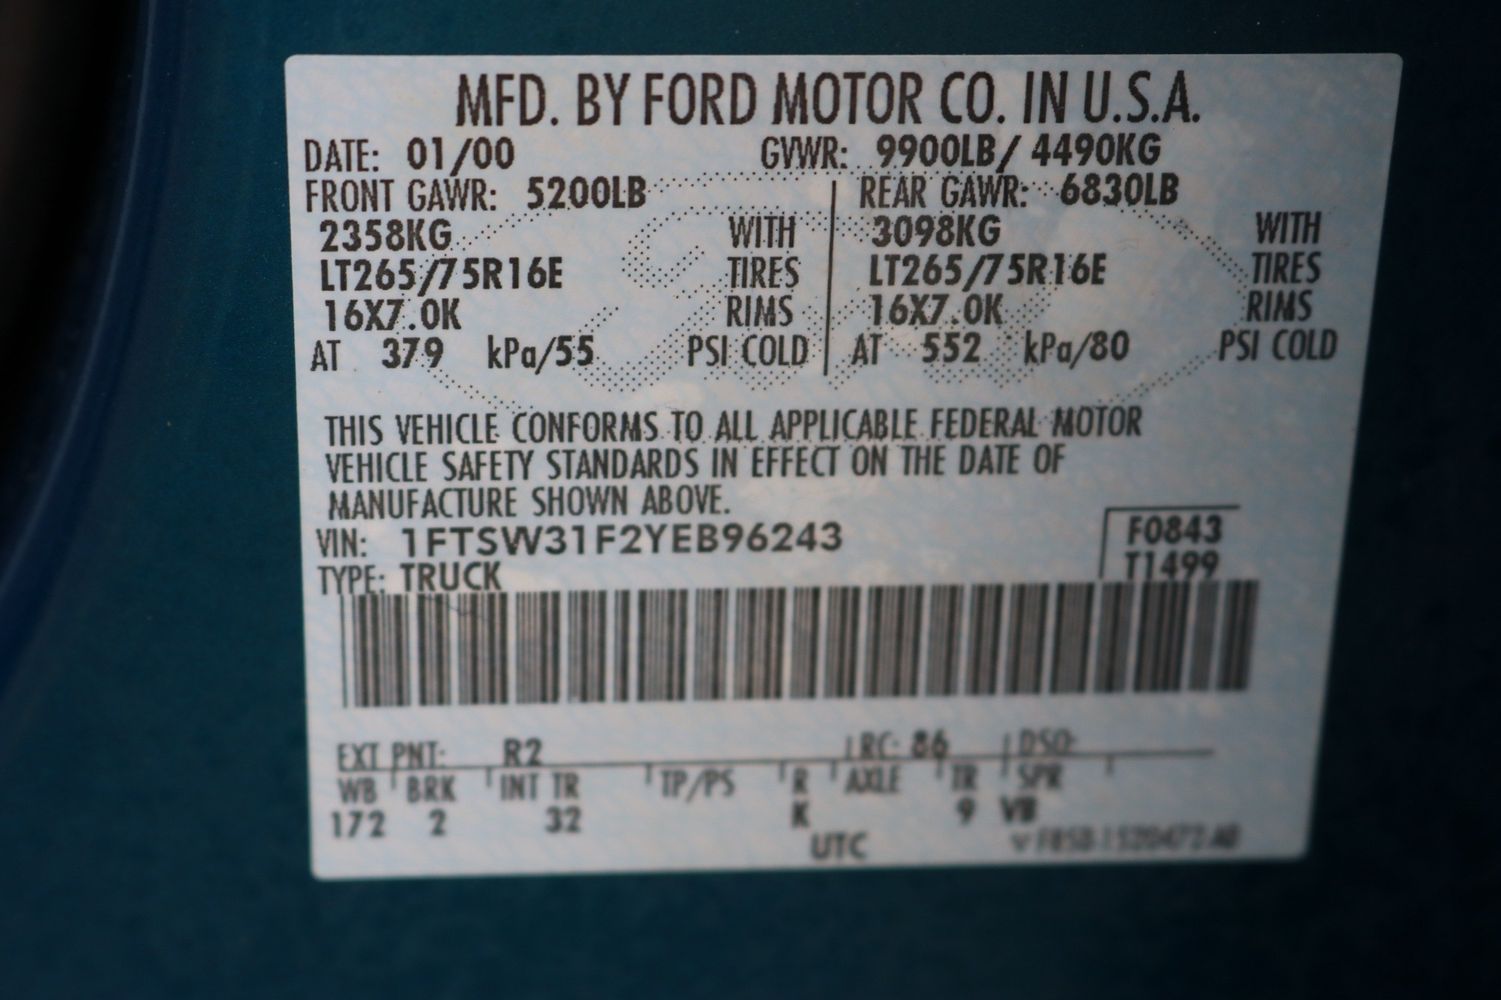 MFD. BY FORD MOTOR CO. IN U.S.A.
DATE: 01/00 GVWR: 9900LB/ 4490KG
FRONT GAWR: 5200LB REAR GAWR: 6830LB
2358KG WITH 3098KG WITH
LT265/75R16E TIRES LT265/75R16E TIRES
16X7.0K RIMS 16X7.0K RIMS
AT 379 kPa/55 PSI COLD AT 552 kPa/80 PSI COLD
THIS VEHICLE CONFORMS TO ALL APPLICABLE FEDERAL MOTOR
VEHICLE SAFETY STANDARDS IN EFFECT ON THE DATE OF
MANUFACTURE SHOWN ABOVE.
VIN: 1FTSW31F2YEB96243 F0843
TYPE: TRUCK T1499
EXT PNT: R2 RC: 86 DSO:
WB BRK INT TR TP/PS R AXLE TR SPR
172 2 32 K 9 VB
UTC